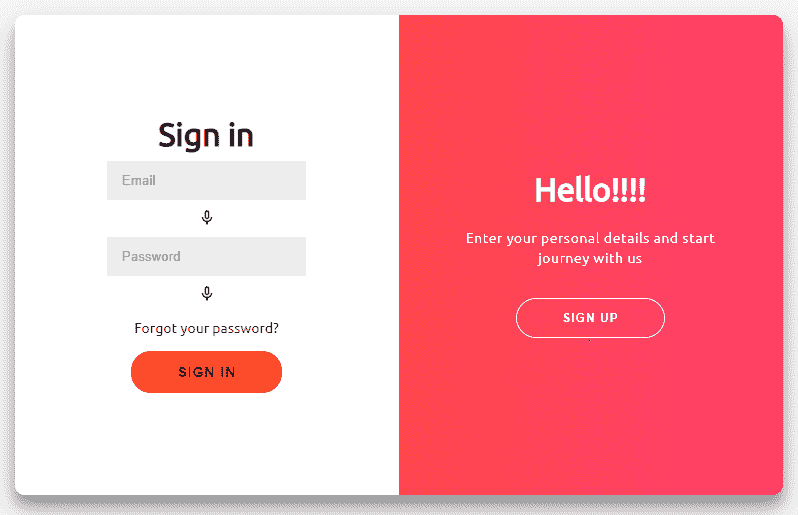 Sign in
Email
Password
Forgot your password?
SIGN IN
Hello!!!!
Enter your personal details and start
journey with us
SIGN UP